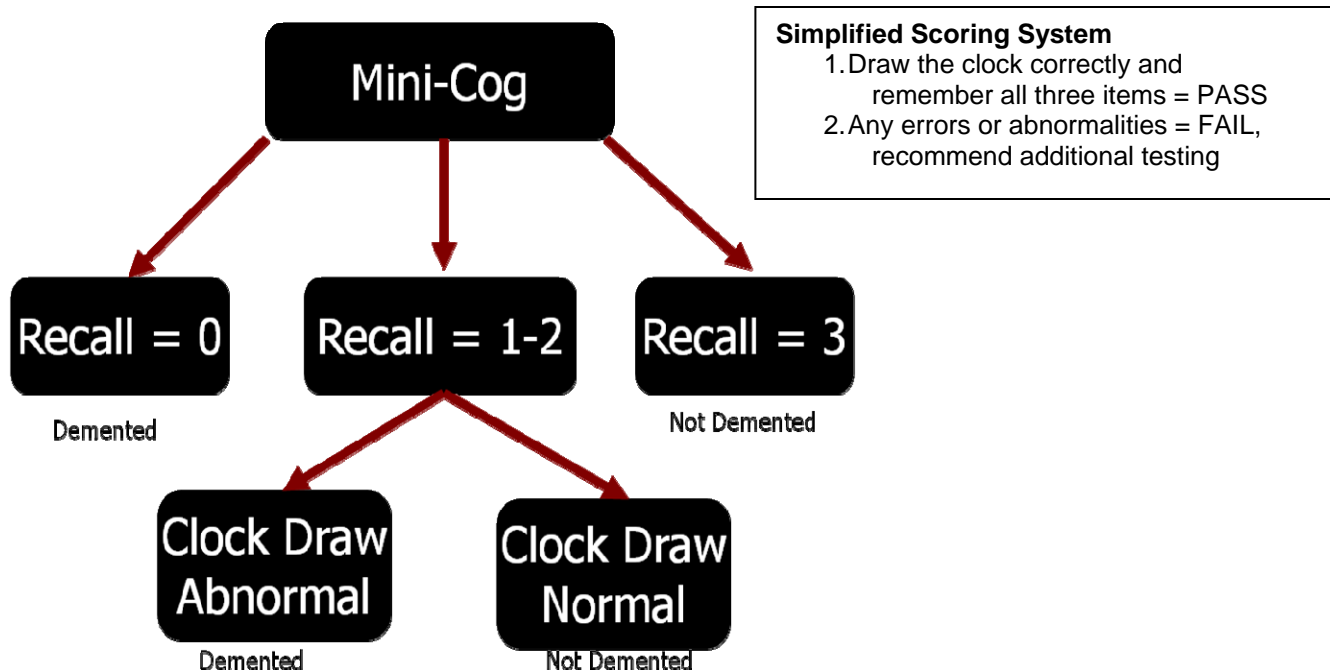 Mini-Cog
Simplified Scoring System
1. Draw the clock correctly and
remember all three items = PASS
2. Any errors or abnormalities = FAIL,
recommend additional testing
Recall = 0
Recall = 1-2
Recall = 3
Demented
Not Demented
Clock Draw
Abnormal
Clock Draw
Normal
Demented
Not Demented